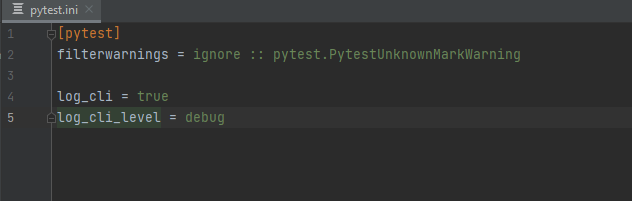 pytest.ini
1 [pytest]
2 filterwarnings = ignore :: pytest.PytestUnknownMarkWarning
3
4 log_cli = true
5 log_cli_level = debug